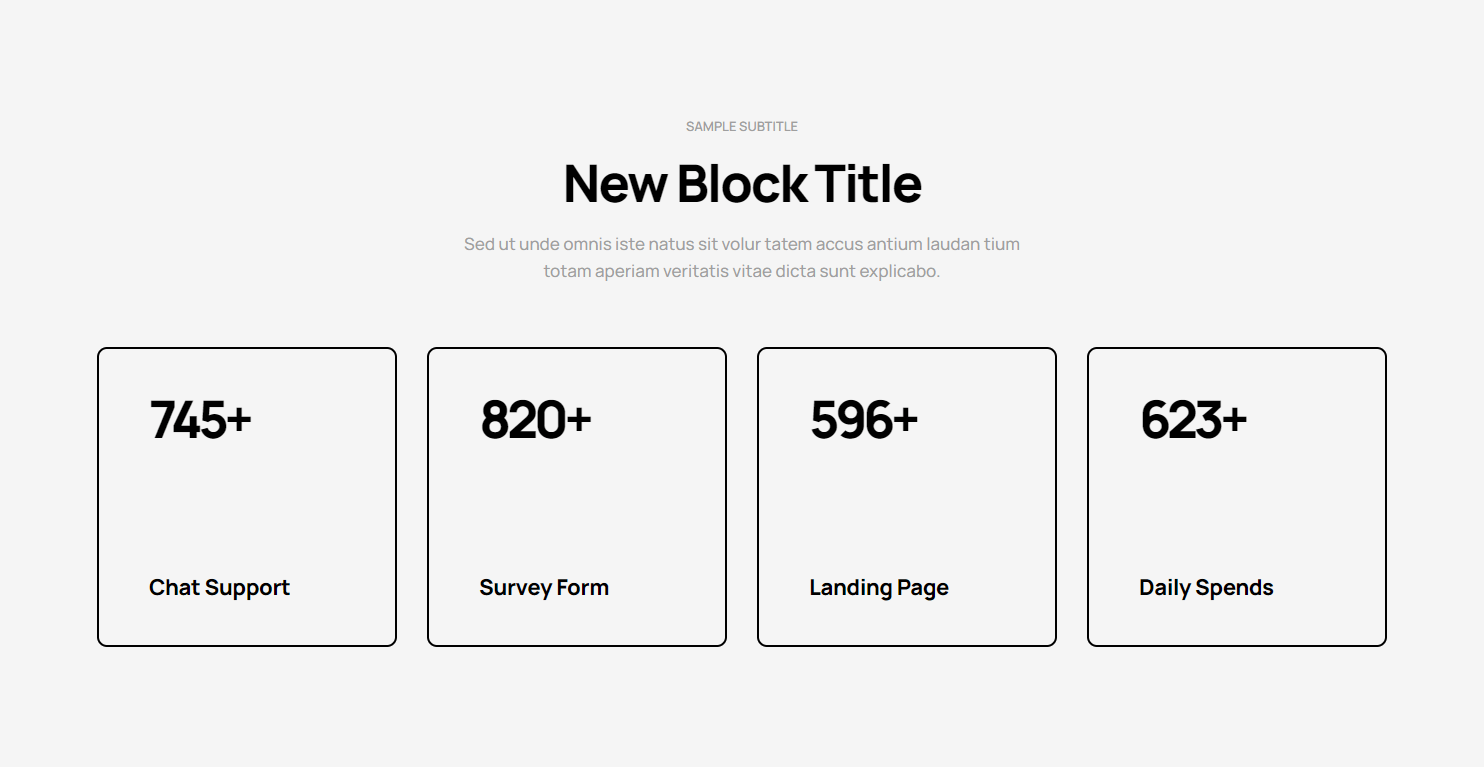 SAMPLE SUBTITLE
New Block Title
Sed ut unde omnis iste natus sit volur tatem accus antium laudan tium
totam aperiam veritatis vitae dicta sunt explicabo.
745+
Chat Support
820+
Survey Form
596+
Landing Page
623+
Daily Spends